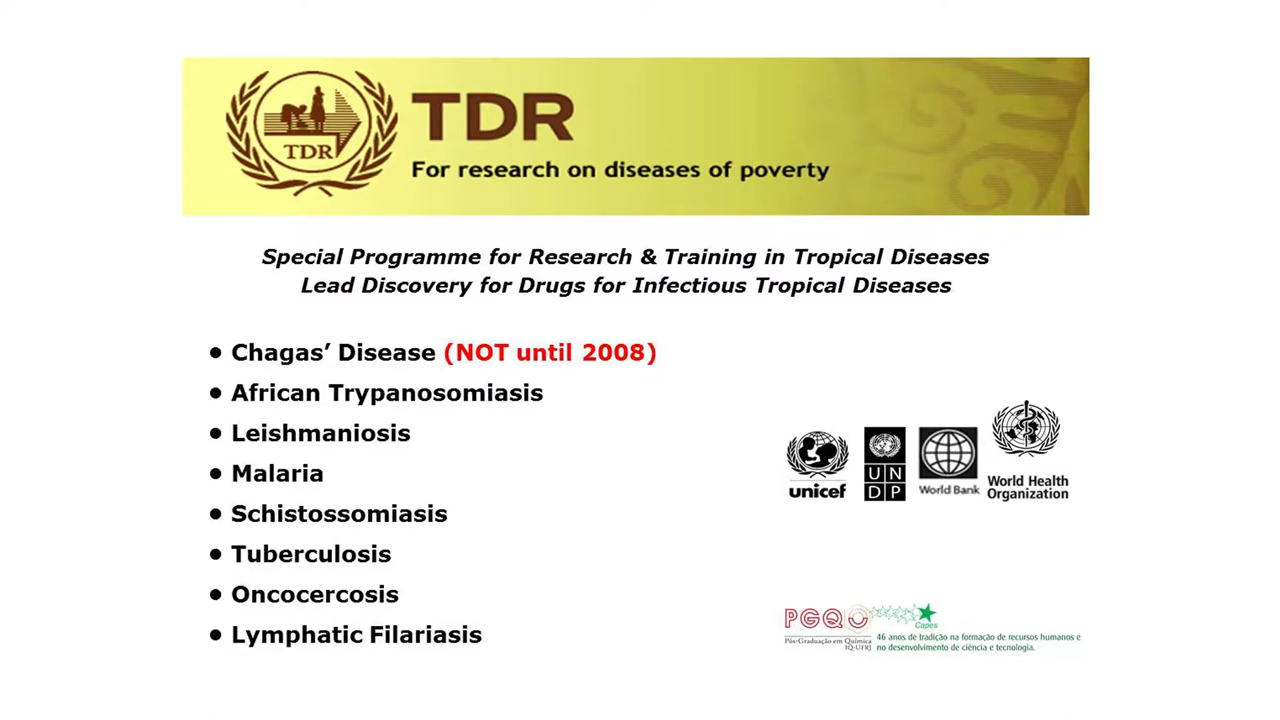 TDR
TDR
For research on diseases of poverty
Special Programme for Research & Training in Tropical Diseases
Lead Discovery for Drugs for Infectious Tropical Diseases
• Chagas’ Disease (NOT until 2008)
• African Trypanosomiasis
• Leishmaniosis
• Malaria
• Schistossomiasis
• Tuberculosis
• Oncocercosis
• Lymphatic Filariasis
unicef
UN
DP
World Bank
World Health
Organization
PGQU
Pós-Graduação em Química
IQ-UFRJ
Capes
46 anos de tradição na formação de recursos humanos e
no desenvolvimento de ciência e tecnologia.